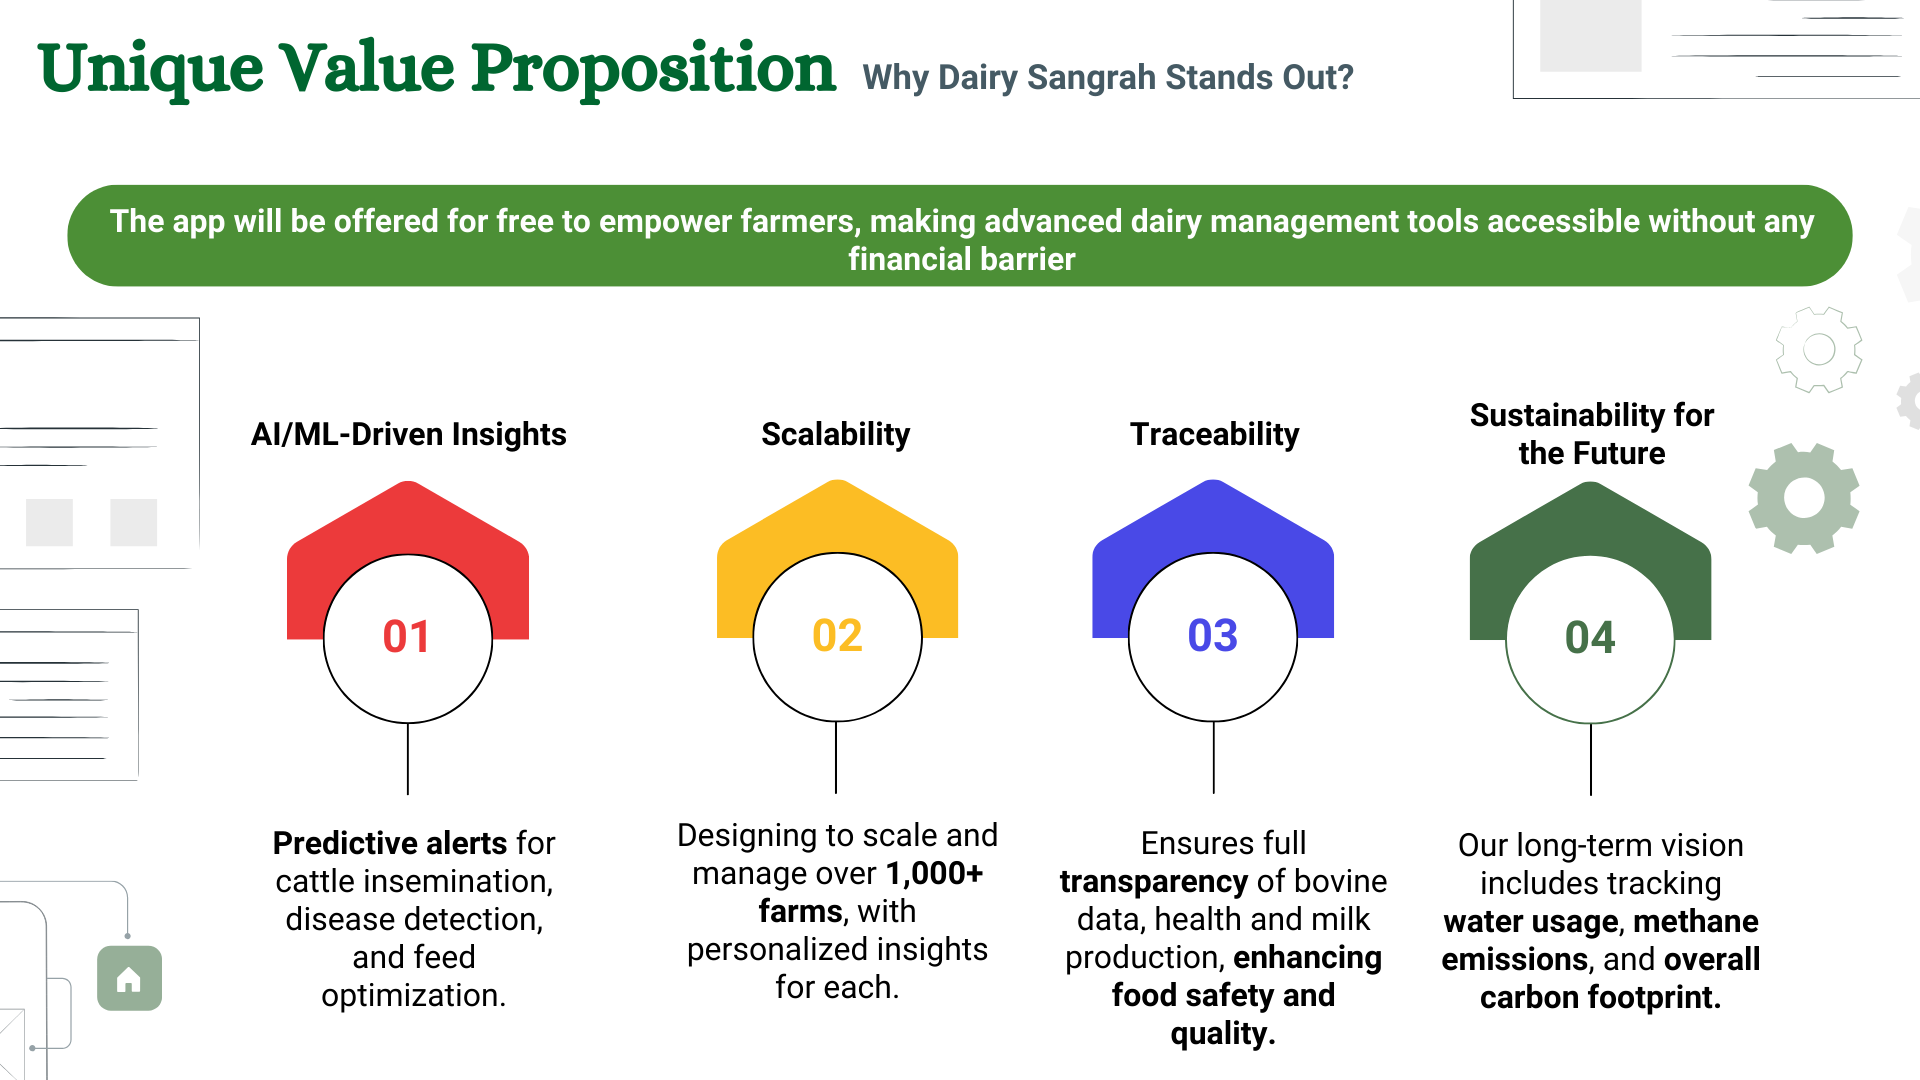 Unique Value Proposition Why Dairy Sangrah Stands Out?
The app will be offered for free to empower farmers, making advanced dairy management tools accessible without any
financial barrier
AI/ML-Driven Insights
01
Predictive alerts for
cattle insemination,
disease detection,
and feed
optimization.
Scalability
02
Designing to scale and
manage over 1,000+
farms, with
personalized insights
for each.
Traceability
03
Ensures full
transparency of bovine
data, health and milk
production, enhancing
food safety and
quality.
Sustainability for
the Future
04
Our long-term vision
includes tracking
water usage, methane
emissions, and overall
carbon footprint.